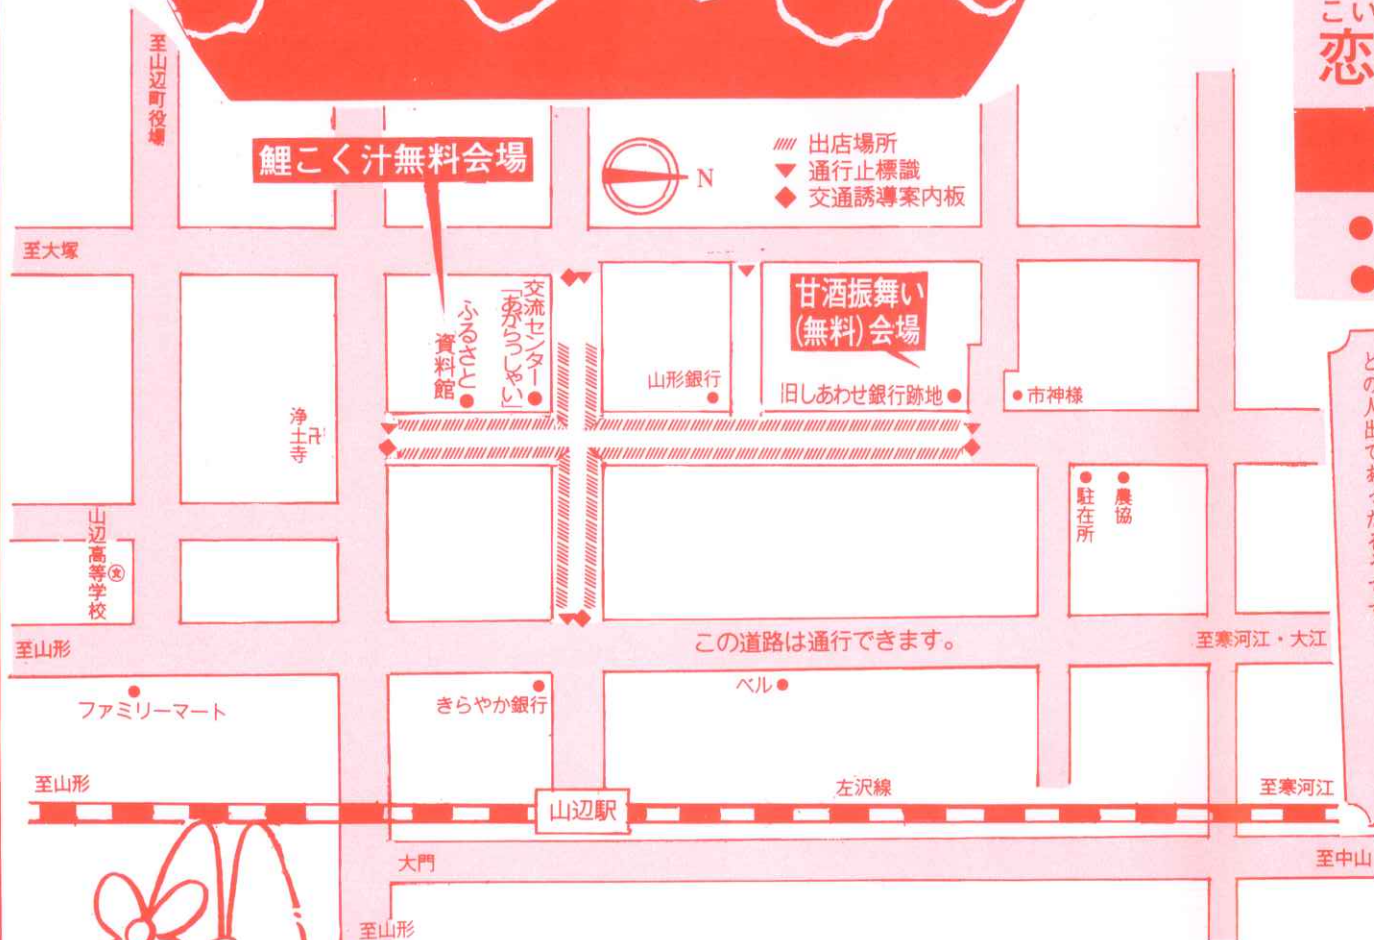 こい
恋
至山辺町役場
鯉こく汁無料会場
N
出店場所
通行止標識
交通誘導案内板
至大塚
交流センター
「あがらっしゃい」
ふるさと
資料館
甘酒振舞い
(無料)会場
山形銀行
旧しあわせ銀行跡地
市神様
浄土寺
卍
駐在所
農協
山辺高等学校
文
至山形
この道路は通行できます。
至寒河江・大江
ファミリーマート
きらやか銀行
ベル
至山形
山辺駅
左沢線
至寒河江
大門
至中山
至山形